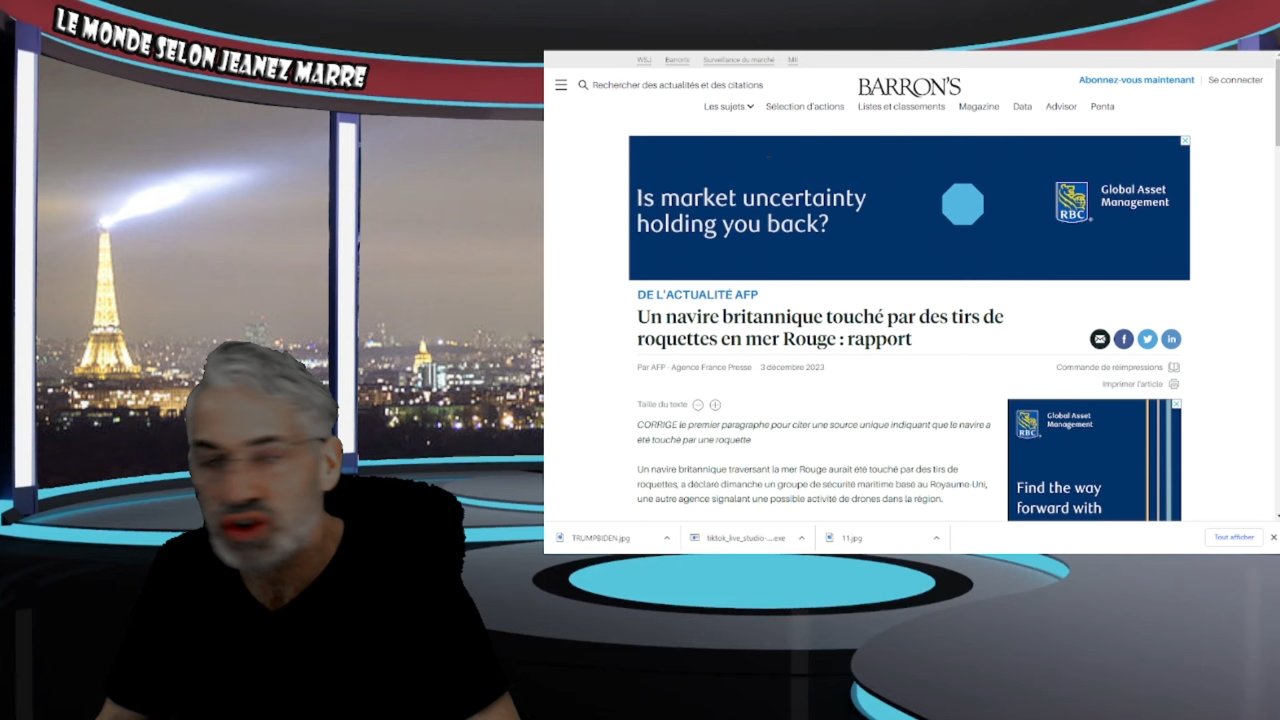 LE MONDE SELON JEANEZ MARRE
WSJ Barron's Surveillance du marché
Rechercher des actualités et des citations
BARRON'S
Abonnez-vous maintenant Se connecter
Les sujets Sélection d'actions Listes et classements Magazine Data Advisor Penta
Is market uncertainty
holding you back?
RBC
Global Asset
Management
DE L'ACTUALITÉ AFP
Un navire britannique touché par des tirs de
roquettes en mer Rouge : rapport
Par AFP - Agence France Presse 3 décembre 2023
Commande de réimpressions
Imprimer l'article
Taille du texte
CORRIGE le premier paragraphe pour citer une source unique indiquant que le navire a
été touché par une roquette
Un navire britannique traversant la mer Rouge aurait été touché par des tirs de
roquettes, a déclaré dimanche un groupe de sécurité maritime basé au Royaume-Uni,
une autre agence signalant une possible activité de drones dans la région.
RBC
Global Asset
Management
Find the way
forward with
TRUMPBIDEN.jpg tiktok_live_studio-....exe 11.jpg Tout afficher